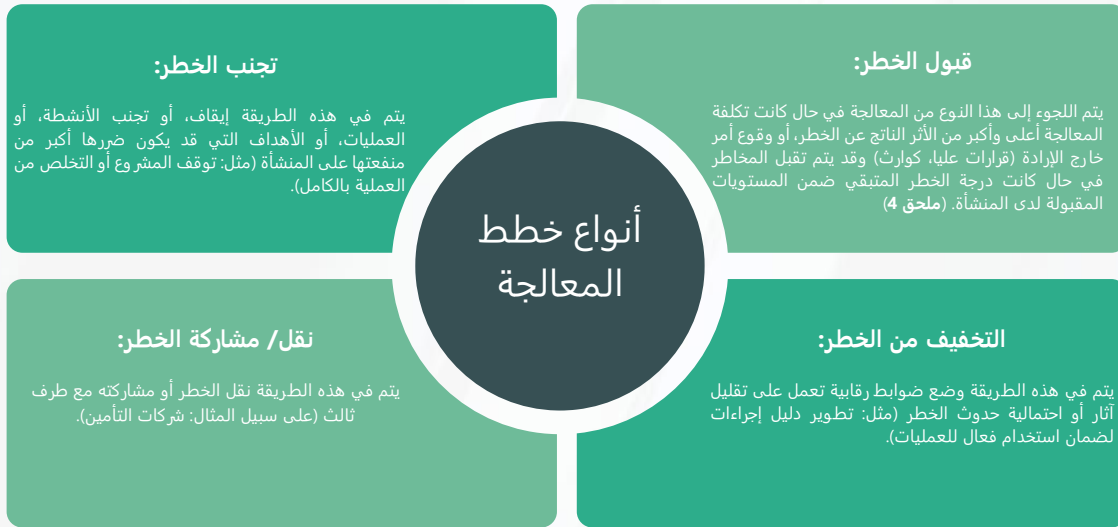 قبول الخطر:
يتم اللجوء إلى هذا النوع من المعالجة في حال كانت تكلفة
المعالجة أعلى وأكبر من الأثر الناتج عن الخطر، أو وقوع أمر
خارج الإرادة (قرارات عليا، كوارث) وقد يتم تقبل المخاطر
في حال كانت درجة الخطر المتبقي ضمن المستويات
المقبولة لدى المنشأة. (ملحق 4)
تجنب الخطر:
يتم في هذه الطريقة إيقاف، أو تجنب الأنشطة، أو
العمليات، أو الأهداف التي قد يكون ضررها أكبر من
منفعتها على المنشأة (مثل: توقف المشروع أو التخلص من
العملية بالكامل).
أنواع خطط
المعالجة
التخفيف من الخطر:
يتم في هذه الطريقة وضع ضوابط رقابية تعمل على تقليل
آثار أو احتمالية حدوث الخطر (مثل: تطوير دليل إجراءات
لضمان استخدام فعال للعمليات).
نقل/ مشاركة الخطر:
يتم في هذه الطريقة نقل الخطر أو مشاركته مع طرف
ثالث (على سبيل المثال: شركات التأمين).